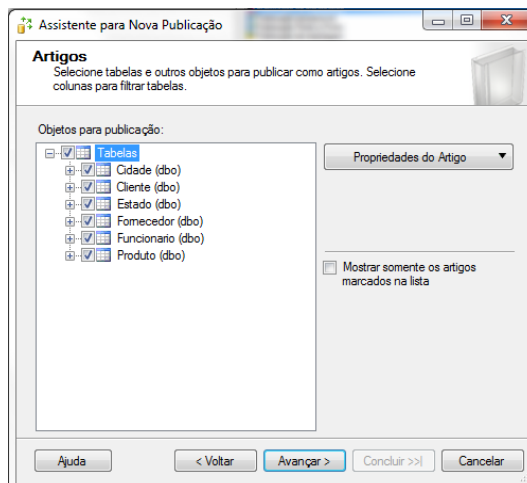 Assistente para Nova Publicação
Artigos
Selecione tabelas e outros objetos para publicar como artigos. Selecione
colunas para filtrar tabelas.
Objetos para publicação:
Tabelas
Cidade (dbo)
Cliente (dbo)
Estado (dbo)
Fornecedor (dbo)
Funcionario (dbo)
Produto (dbo)
Propriedades do Artigo
Mostrar somente os artigos
marcados na lista
Ajuda
< Voltar
Avançar >
Concluir >>|
Cancelar